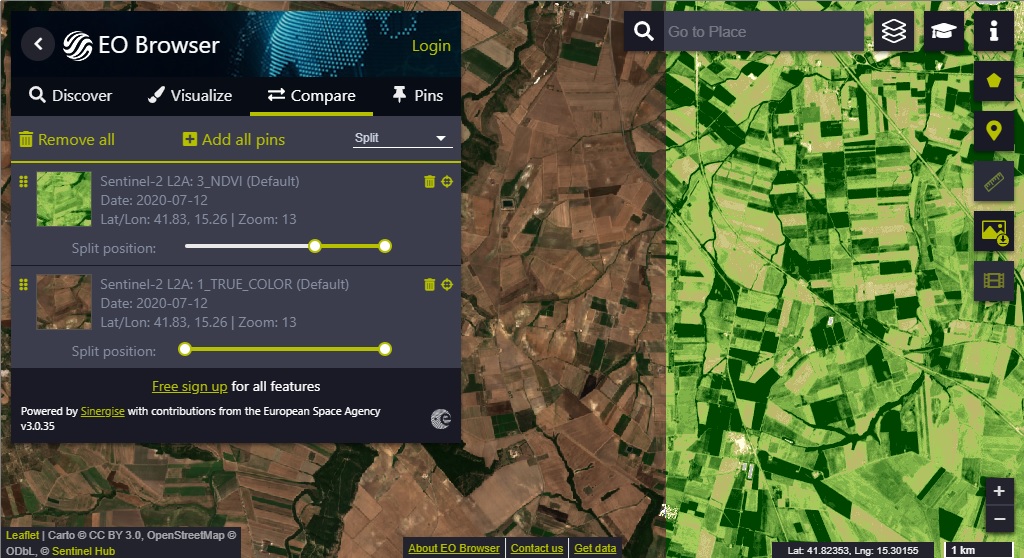 EO Browser
Login
Go to Place
Discover
Visualize
Compare
Pins
Remove all
Add all pins
Split
Sentinel-2 L2A: 3_NDVI (Default)
Date: 2020-07-12
Lat/Lon: 41.83, 15.26 | Zoom: 13
Split position:
Sentinel-2 L2A: 1_TRUE_COLOR (Default)
Date: 2020-07-12
Lat/Lon: 41.83, 15.26 | Zoom: 13
Split position:
Free sign up for all features
Powered by Sinergise with contributions from the European Space Agency
v3.0.35
Leaflet | Carto © CC BY 3.0, OpenStreetMap ©
ODbL, © Sentinel Hub
About EO Browser
Contact us
Get data
Lat: 41.82353, Lng: 15.30155
1 km